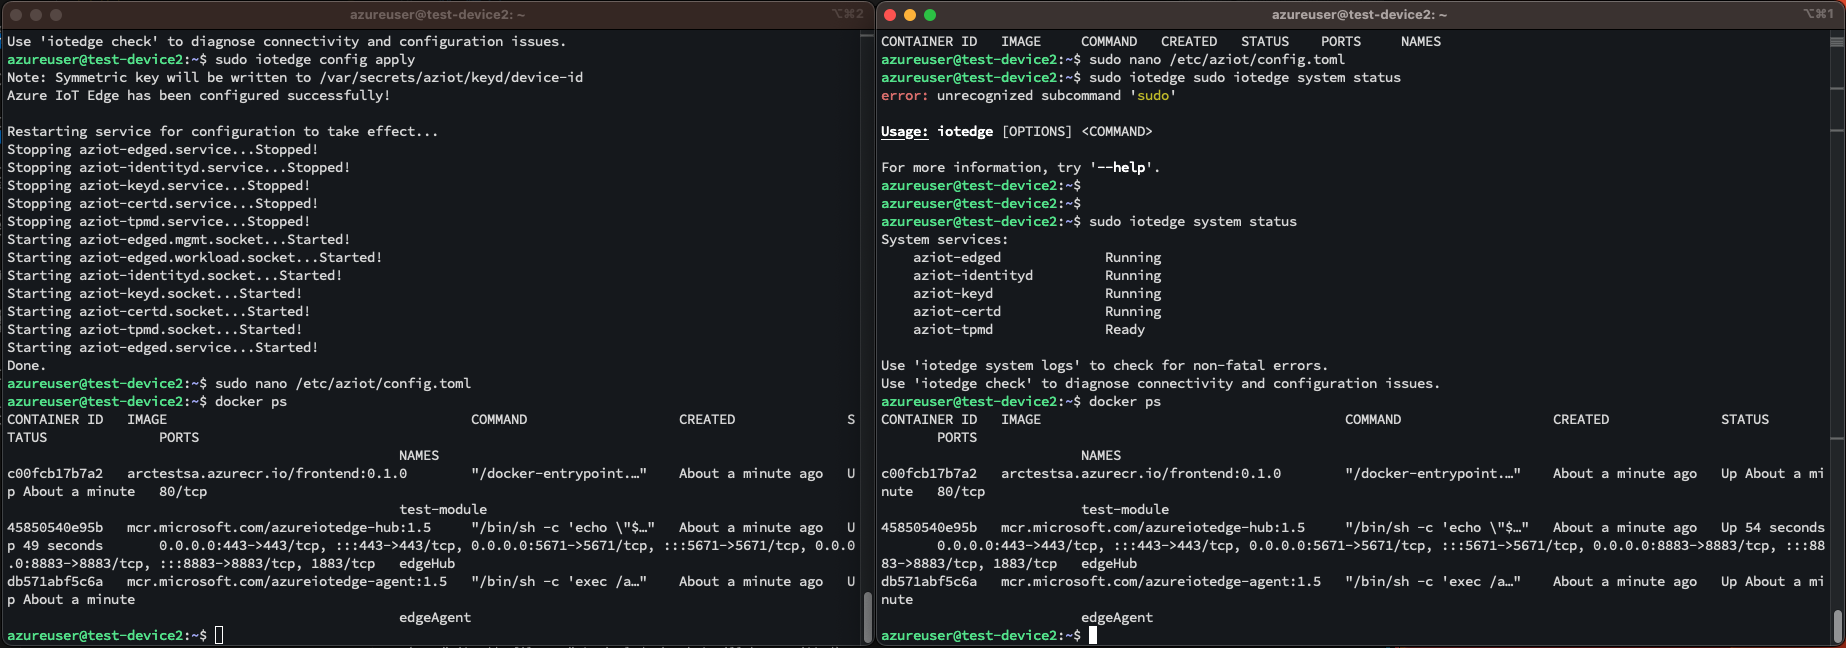 azureuser@test-device2: ~
⌥⌘2
Use 'iotedge check' to diagnose connectivity and configuration issues.
azureuser@test-device2:~$ sudo iotedge config apply
Note: Symmetric key will be written to /var/secrets/aziot/keyd/device-id
Azure IoT Edge has been configured successfully!
Restarting service for configuration to take effect...
Stopping aziot-edged.service...Stopped!
Stopping aziot-identityd.service...Stopped!
Stopping aziot-keyd.service...Stopped!
Stopping aziot-certd.service...Stopped!
Stopping aziot-tpmd.service...Stopped!
Starting aziot-edged.mgmt.socket...Started!
Starting aziot-edged.workload.socket...Started!
Starting aziot-identityd.socket...Started!
Starting aziot-keyd.socket...Started!
Starting aziot-certd.socket...Started!
Starting aziot-tpmd.socket...Started!
Starting aziot-edged.service...Started!
Done.
azureuser@test-device2:~$ sudo nano /etc/aziot/config.toml
azureuser@test-device2:~$ docker ps
CONTAINER ID   IMAGE                                      COMMAND                   CREATED              S
TATUS              PORTS
                                                 NAMES
c00fcb17b7a2   arctestsa.azurecr.io/frontend:0.1.0        "/docker-entrypoint.…"    About a minute ago   U
p About a minute   80/tcp
                                                 test-module
45850540e95b   mcr.microsoft.com/azureiotedge-hub:1.5     "/bin/sh -c 'echo \"$…"   About a minute ago   U
p 49 seconds       0.0.0.0:443->443/tcp, :::443->443/tcp, 0.0.0.0:5671->5671/tcp, :::5671->5671/tcp, 0.0.0
.0:8883->8883/tcp, :::8883->8883/tcp, 1883/tcp   edgeHub
db571abf5c6a   mcr.microsoft.com/azureiotedge-agent:1.5   "/bin/sh -c 'exec /a…"    About a minute ago   U
p About a minute
                                                 edgeAgent
azureuser@test-device2:~$
azureuser@test-device2: ~
⌥⌘1
CONTAINER ID   IMAGE     COMMAND   CREATED   STATUS    PORTS     NAMES
azureuser@test-device2:~$ sudo nano /etc/aziot/config.toml
azureuser@test-device2:~$ sudo iotedge sudo iotedge system status
error: unrecognized subcommand 'sudo'
Usage: iotedge [OPTIONS] <COMMAND>
For more information, try '--help'.
azureuser@test-device2:~$
azureuser@test-device2:~$
azureuser@test-device2:~$ sudo iotedge system status
System services:
    aziot-edged             Running
    aziot-identityd         Running
    aziot-keyd              Running
    aziot-certd             Running
    aziot-tpmd              Ready
Use 'iotedge system logs' to check for non-fatal errors.
Use 'iotedge check' to diagnose connectivity and configuration issues.
azureuser@test-device2:~$ docker ps
CONTAINER ID   IMAGE                                      COMMAND                   CREATED              STATUS
       PORTS
                         NAMES
c00fcb17b7a2   arctestsa.azurecr.io/frontend:0.1.0        "/docker-entrypoint.…"    About a minute ago   Up About a mi
nute   80/tcp
                         test-module
45850540e95b   mcr.microsoft.com/azureiotedge-hub:1.5     "/bin/sh -c 'echo \"$…"   About a minute ago   Up 54 seconds
       0.0.0.0:443->443/tcp, :::443->443/tcp, 0.0.0.0:5671->5671/tcp, :::5671->5671/tcp, 0.0.0.0:8883->8883/tcp, :::88
83->8883/tcp, 1883/tcp   edgeHub
db571abf5c6a   mcr.microsoft.com/azureiotedge-agent:1.5   "/bin/sh -c 'exec /a…"    About a minute ago   Up About a mi
nute
                         edgeAgent
azureuser@test-device2:~$